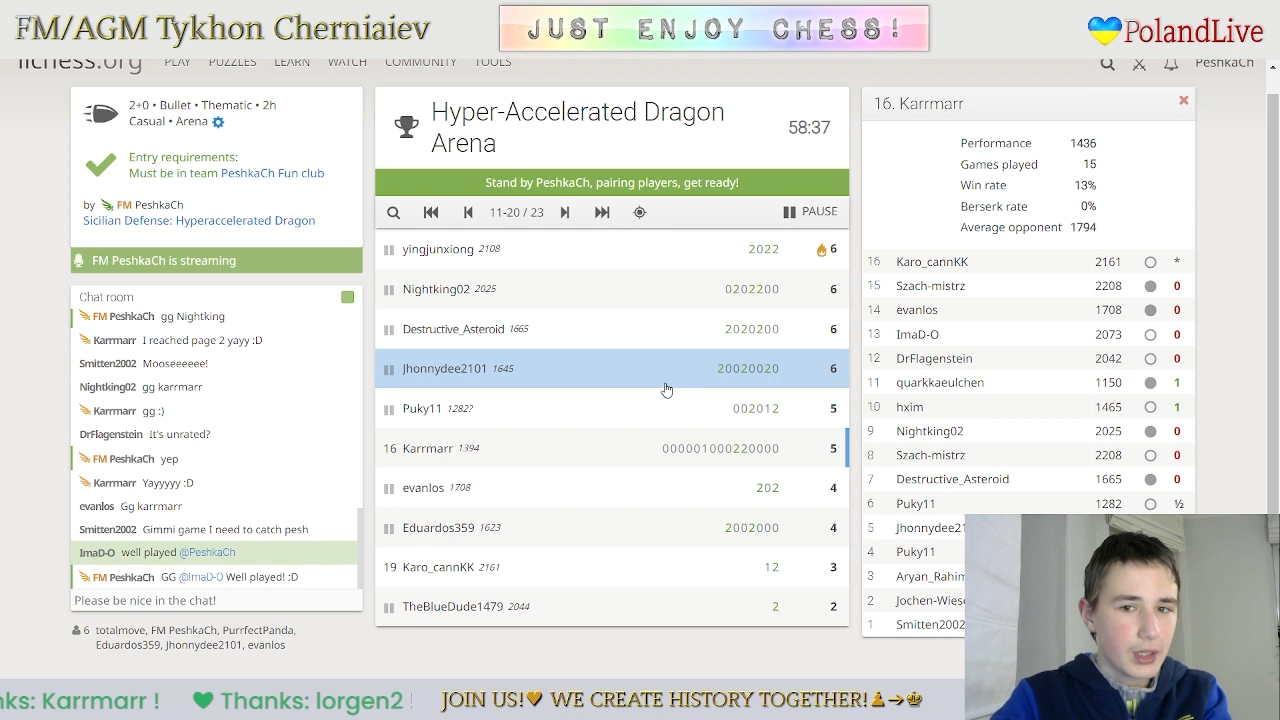 FM/AGM Tykhon Cherniaiev
JUST ENJOY CHESS!
PolandLive
lichess.org PLAY PUZZLES LEARN WATCH COMMUNITY TOOLS PeshkaCh
2+0 • Bullet • Thematic • 2h
Casual • Arena
Entry requirements:
Must be in team PeshkaCh Fun club
by FM PeshkaCh
Sicilian Defense: Hyperaccelerated Dragon
FM PeshkaCh is streaming
Chat room
FM PeshkaCh gg Nightking
Karrmarr I reached page 2 yayy :D
Smitten2002 Mooseeeeee!
Nightking02 gg karrmarr
Karrmarr gg :)
DrFlagenstein It's unrated?
FM PeshkaCh yep
Karrmarr Yayyyyy :D
evanlos Gg karrmarr
Smitten2002 Gimmi game I need to catch pesh
ImaD-O well played @PeshkaCh
FM PeshkaCh GG @ImaD-O Well played! :D
Please be nice in the chat!
6 totalmove, FM PeshkaCh, PurrfectPanda,
Eduardos359, Jhonnydee2101, evanlos
Hyper-Accelerated Dragon
Arena
58:37
Stand by PeshkaCh, pairing players, get ready!
11-20 / 23 PAUSE
yingjunxiong 2108 2022 6
Nightking02 2025 0202200 6
Destructive_Asteroid 1665 2020200 6
Jhonnydee2101 1645 20020020 6
Puky11 1282? 002012 5
16 Karrmarr 1394 000001000220000 5
evanlos 1708 202 4
Eduardos359 1623 2002000 4
19 Karo_cannKK 2161 12 3
TheBlueDude1479 2044 2 2
16. Karrmarr
Performance 1436
Games played 15
Win rate 13%
Berserk rate 0%
Average opponent 1794
16 Karo_cannKK 2161 *
15 Szach-mistrz 2208 0
14 evanlos 1708 0
13 ImaD-O 2073 0
12 DrFlagenstein 2042 0
11 quarkkaeulchen 1150 1
10 hxim 1465 1
9 Nightking02 2025 0
8 Szach-mistrz 2208 0
7 Destructive_Asteroid 1665 0
6 Puky11 1282 ½
5 Jhonnydee21
4 Puky11
3 Aryan_Rahim
2 Jochen-Wiese
1 Smitten2002
nks: Karrmarr ! Thanks: lorgen2 !
JOIN US! WE CREATE HISTORY TOGETHER!